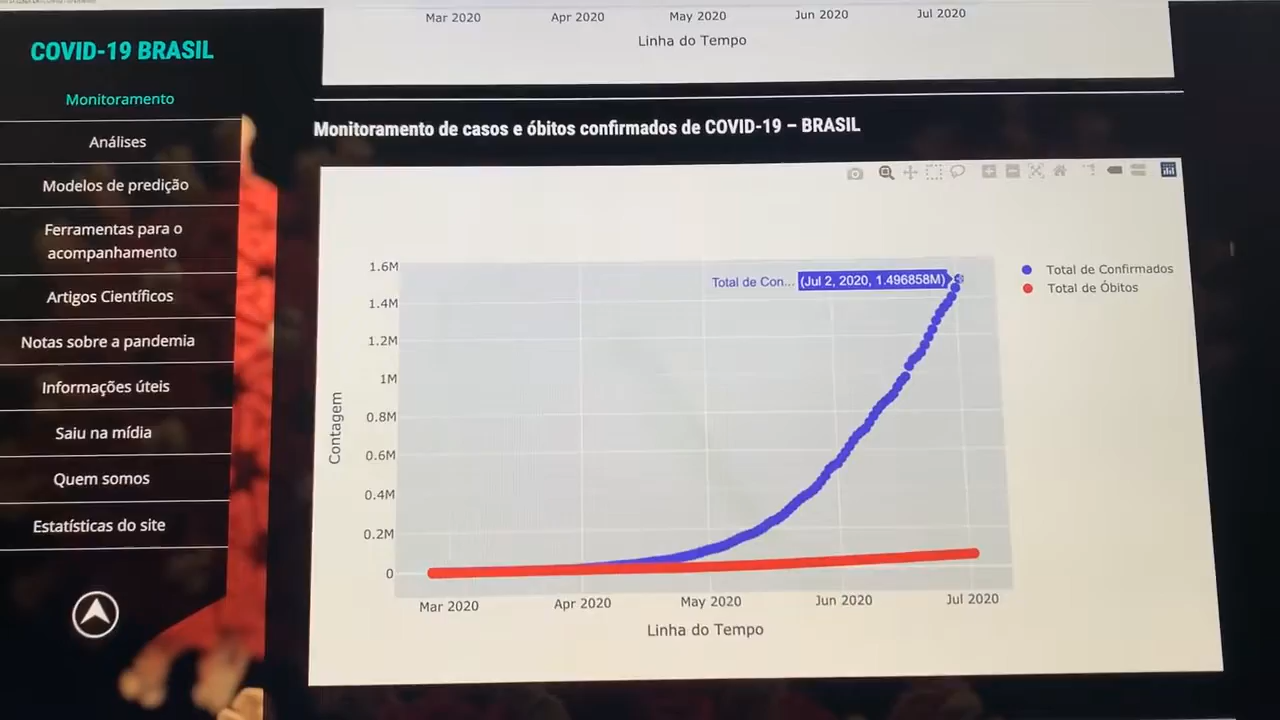 COVID-19 BRASIL
Monitoramento
Análises
Modelos de predição
Ferramentas para o
acompanhamento
Artigos Científicos
Notas sobre a pandemia
Informações úteis
Saiu na mídia
Quem somos
Estatísticas do site
Mar 2020
Apr 2020
May 2020
Jun 2020
Jul 2020
Linha do Tempo
Monitoramento de casos e óbitos confirmados de COVID-19 – BRASIL
Total de Con... (Jul 2, 2020, 1.496858M)
Total de Confirmados
Total de Óbitos
Contagem
1.6M
1.4M
1.2M
1M
0.8M
0.6M
0.4M
0.2M
0
Mar 2020
Apr 2020
May 2020
Jun 2020
Jul 2020
Linha do Tempo